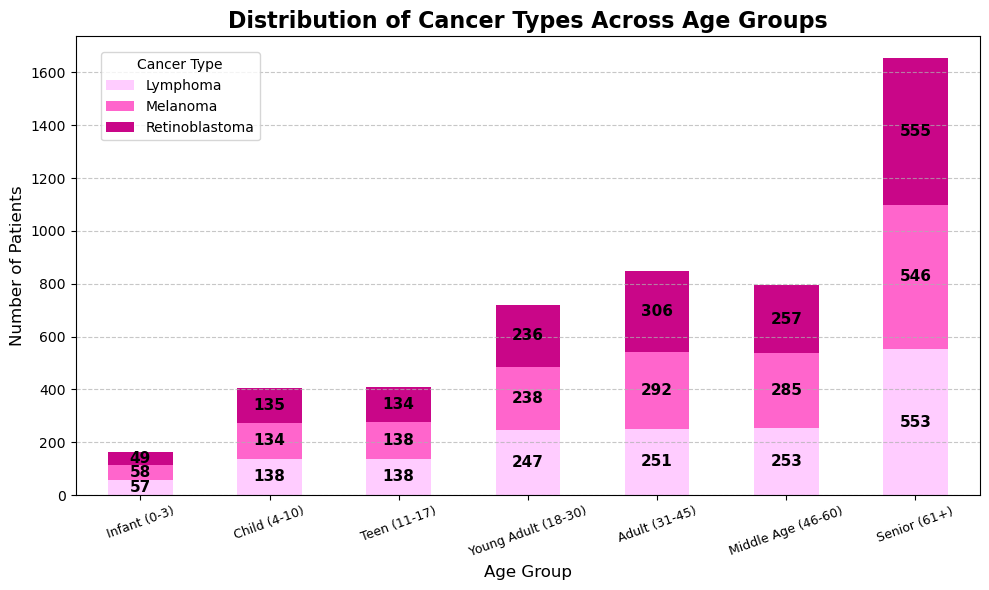 Distribution of Cancer Types Across Age Groups
Number of Patients
1600
1400
1200
1000
800
600
400
200
0
Cancer Type
Lymphoma
Melanoma
Retinoblastoma
49
58
57
135
134
138
134
138
138
236
238
247
306
292
251
257
285
253
555
546
553
Infant (0-3)
Child (4-10)
Teen (11-17)
Young Adult (18-30)
Adult (31-45)
Middle Age (46-60)
Senior (61+)
Age Group